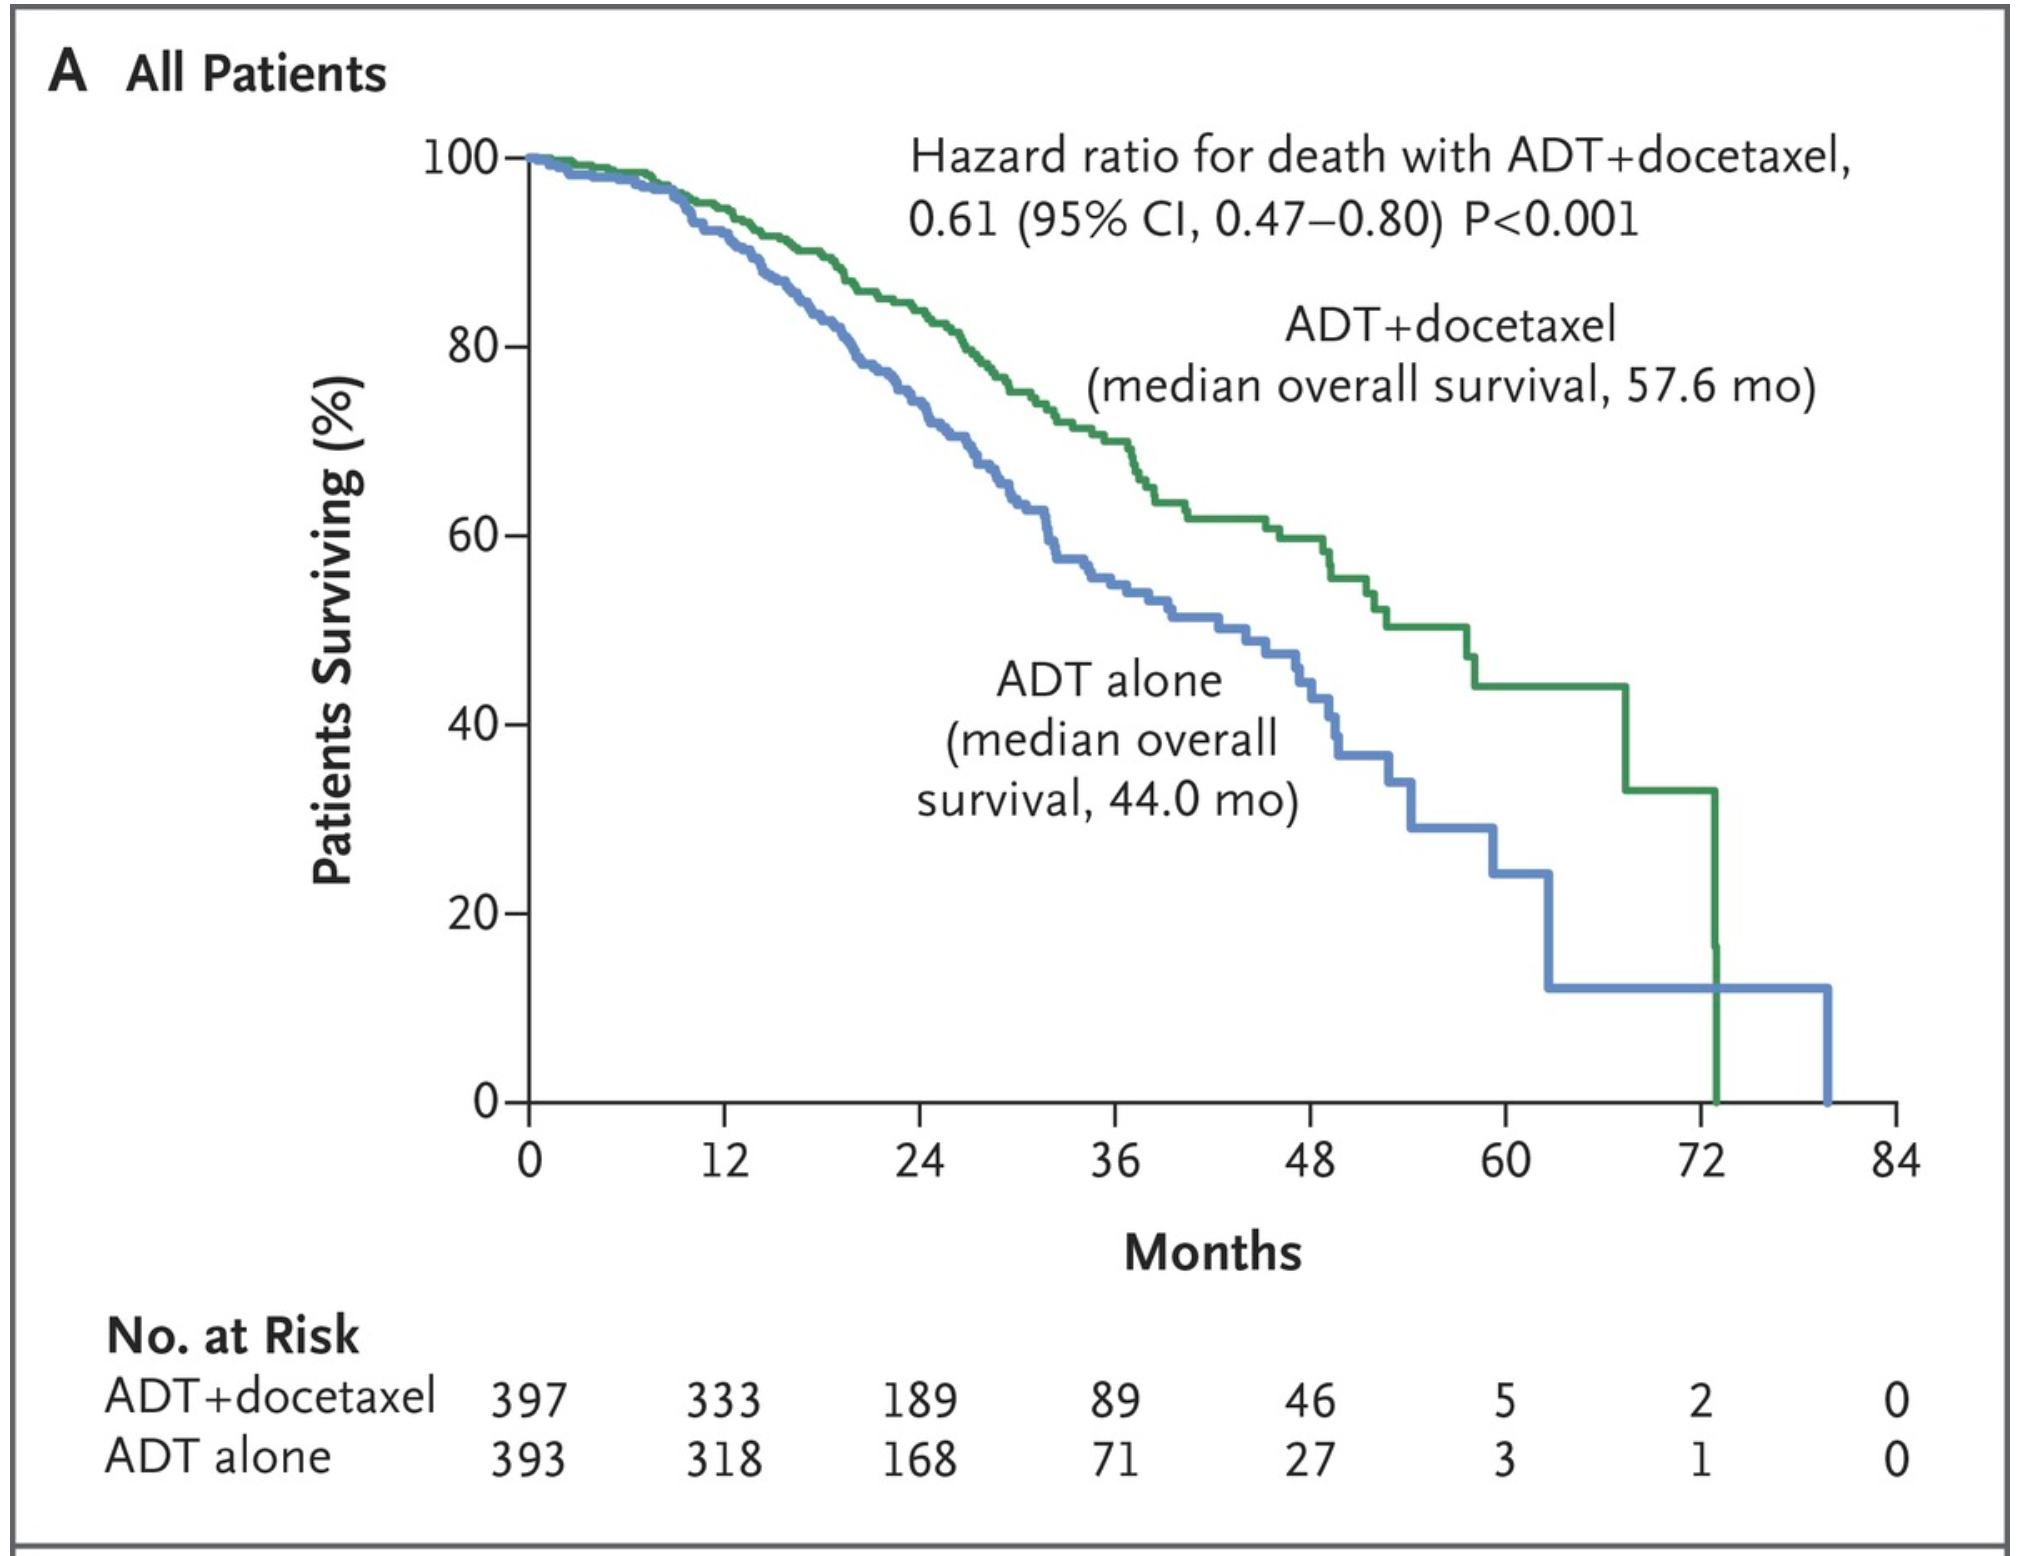 A All Patients
Hazard ratio for death with ADT+docetaxel,
0.61 (95% CI, 0.47–0.80) P<0.001
ADT+docetaxel
(median overall survival, 57.6 mo)
ADT alone
(median overall
survival, 44.0 mo)
Patients Surviving (%)
100
80
60
40
20
0
0 12 24 36 48 60 72 84
Months
No. at Risk
ADT+docetaxel 397 333 189 89 46 5 2 0
ADT alone 393 318 168 71 27 3 1 0